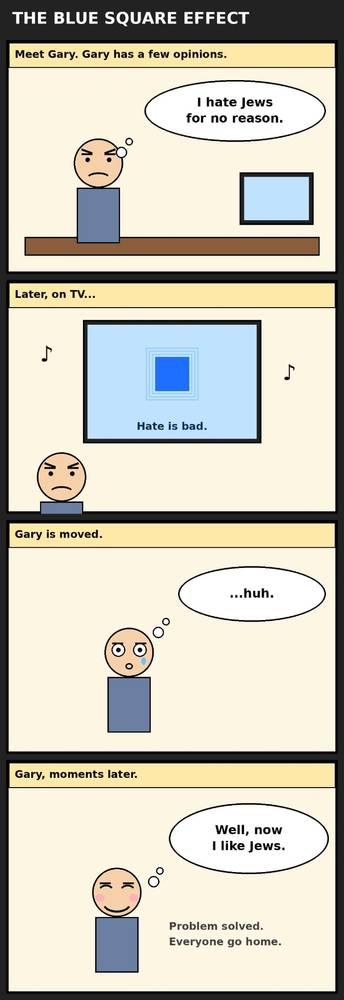 THE BLUE SQUARE EFFECT
Meet Gary. Gary has a few opinions.
I hate Jews
for no reason.
Later, on TV...
♪
♪
Hate is bad.
Gary is moved.
...huh.
Gary, moments later.
Well, now
I like Jews.
Problem solved.
Everyone go home.